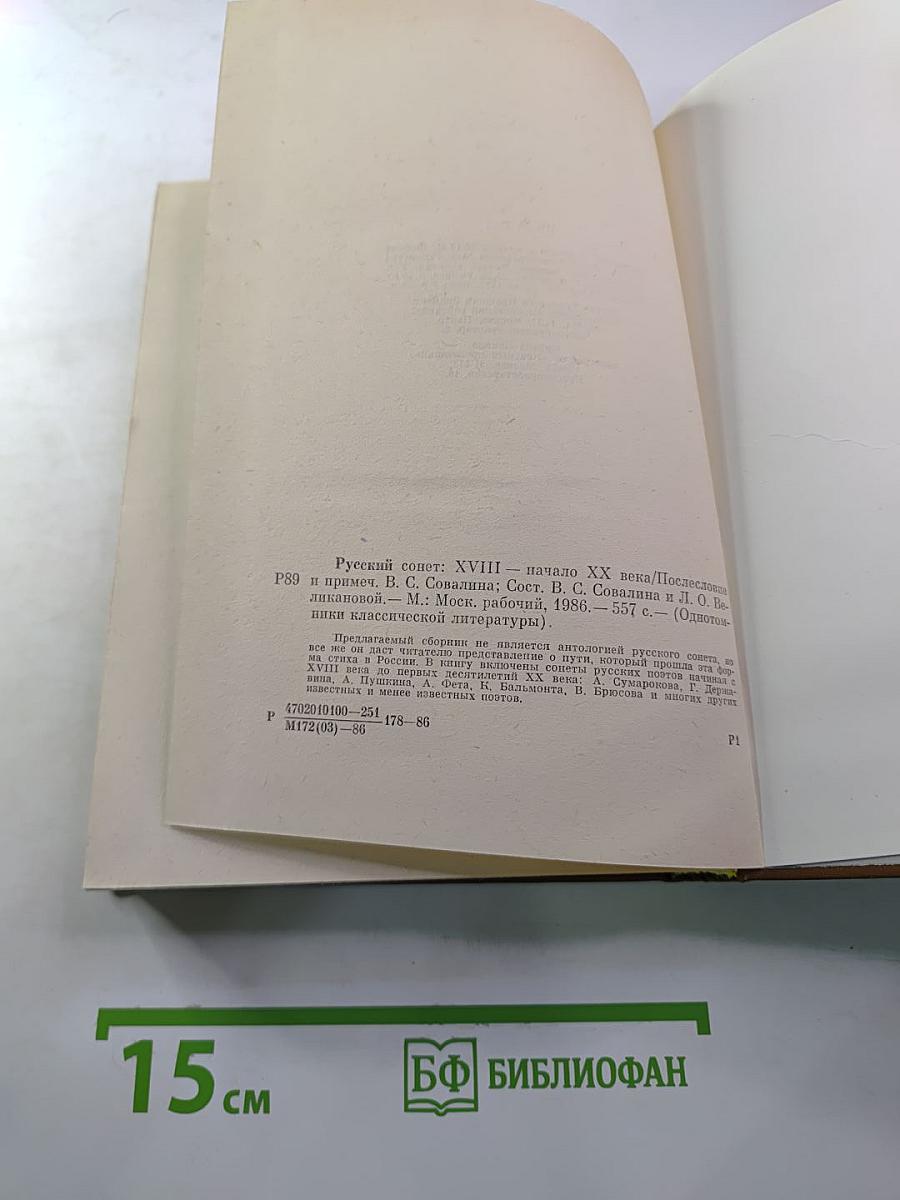 Русский сонет: XVIII — начало XX века/Послесловие
Р89 и примеч. В. С. Совалина; Сост. В. С. Совалина и Л. О. Ве-
ликановой.— М.: Моск. рабочий, 1986.— 557 с.— (Однотом-
ники классической литературы).
Предлагаемый сборник не является антологией русского сонета, но
все же он даст читателю представление о пути, который прошла эта фор-
ма стиха в России. В книгу включены сонеты русских поэтов начиная с
XVIII века до первых десятилетий XX века: А. Сумарокова, Г. Держа-
вина, А. Пушкина, А. Фета, К. Бальмонта, В. Брюсова и многих других
известных и менее известных поэтов.
Р 4702010100—251
М172(03)—86 178—86
Р1
15 см
БФ БИБЛИОФАН